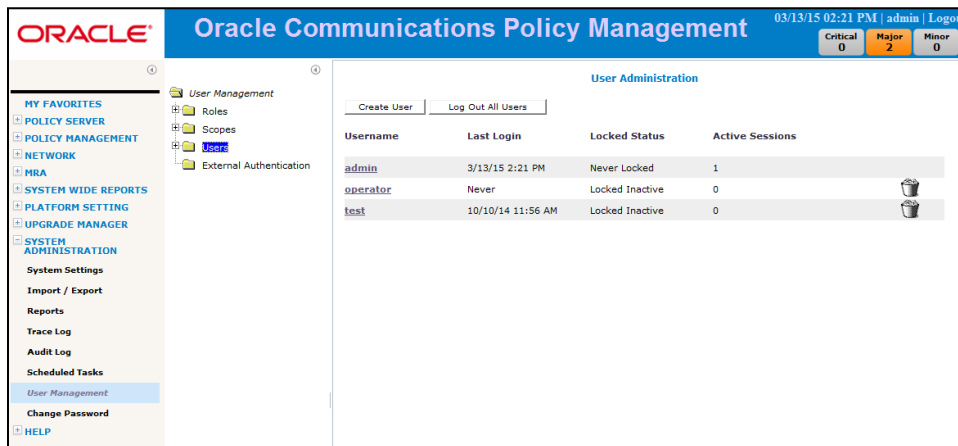 ORACLE®
Oracle Communications Policy Management
03/13/15 02:21 PM | admin | Logou
Critical 0
Major 2
Minor 0
MY FAVORITES
POLICY SERVER
POLICY MANAGEMENT
NETWORK
MRA
SYSTEM WIDE REPORTS
PLATFORM SETTING
UPGRADE MANAGER
SYSTEM
ADMINISTRATION
System Settings
Import / Export
Reports
Trace Log
Audit Log
Scheduled Tasks
User Management
Change Password
HELP
User Management
Roles
Scopes
Users
External Authentication
User Administration
Create User Log Out All Users
Username Last Login Locked Status Active Sessions
admin 3/13/15 2:21 PM Never Locked 1
operator Never Locked Inactive 0
test 10/10/14 11:56 AM Locked Inactive 0